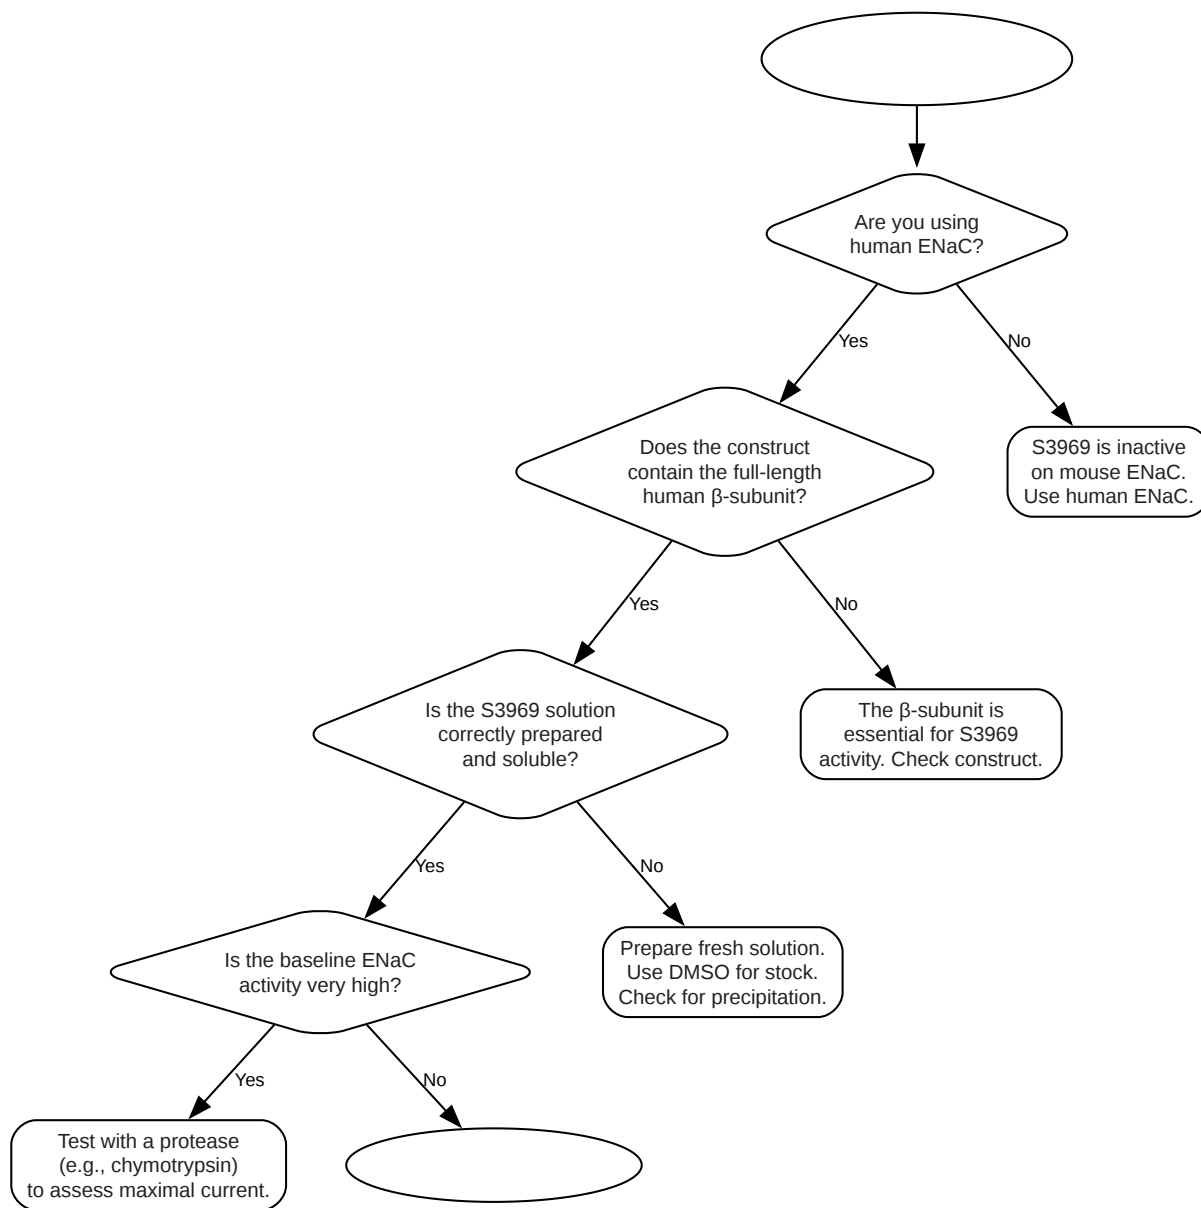 Are you using
human ENaC?
Yes
No
Does the construct
contain the full-length
human β-subunit?
S3969 is inactive
on mouse ENaC.
Use human ENaC.
Yes
No
Is the S3969 solution
correctly prepared
and soluble?
The β-subunit is
essential for S3969
activity. Check construct.
Yes
No
Is the baseline ENaC
activity very high?
Prepare fresh solution.
Use DMSO for stock.
Check for precipitation.
Yes
No
Test with a protease
(e.g., chymotrypsin)
to assess maximal current.